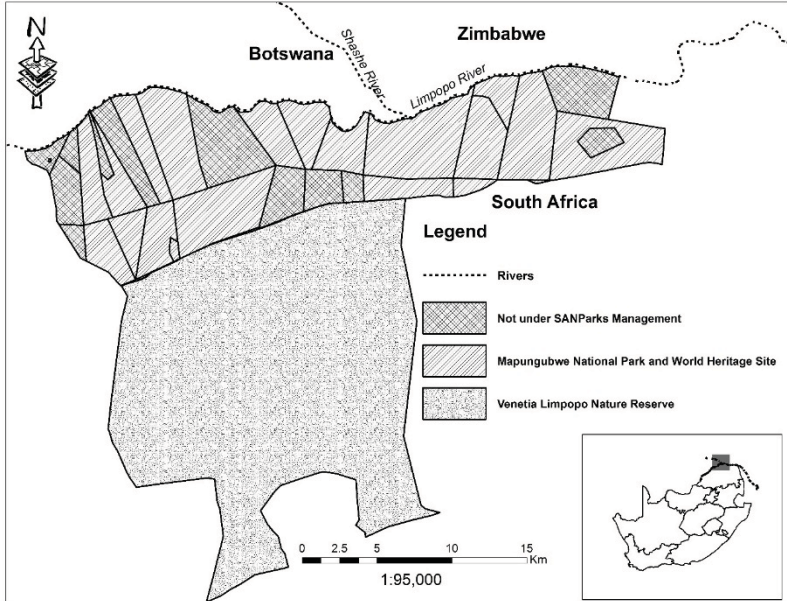 N
Botswana
Zimbabwe
Shashe River
Limpopo River
South Africa
Legend
Rivers
Not under SANParks Management
Mapungubwe National Park and World Heritage Site
Venetia Limpopo Nature Reserve
0 2.5 5 10 15
Km
1:95,000